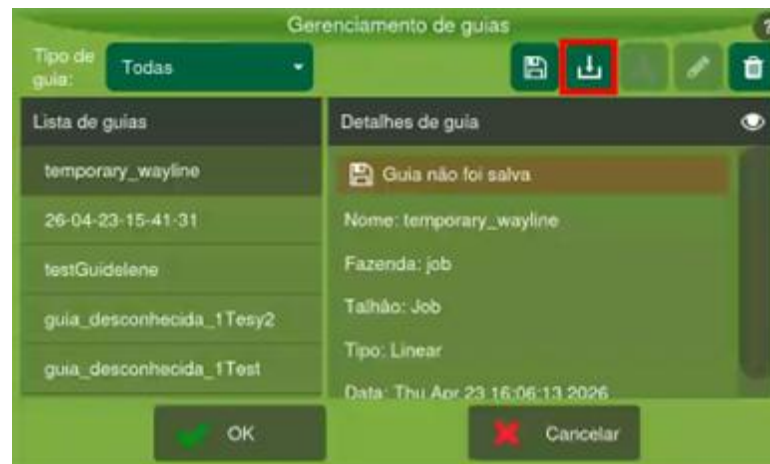 Gerenciamento de guias
?
Tipo de
guia:
Todas
Lista de guias
Detalhes de guia
temporary_wayline
Guia não foi salva
26-04-23-15-41-31
Nome: temporary_wayline
testGuidelene
Fazenda: job
guia_desconhecida_1Tesy2
Talhão: Job
guia_desconhecida_1Test
Tipo: Linear
Data: Thu Apr 23 16:06:13 2026
OK
Cancelar